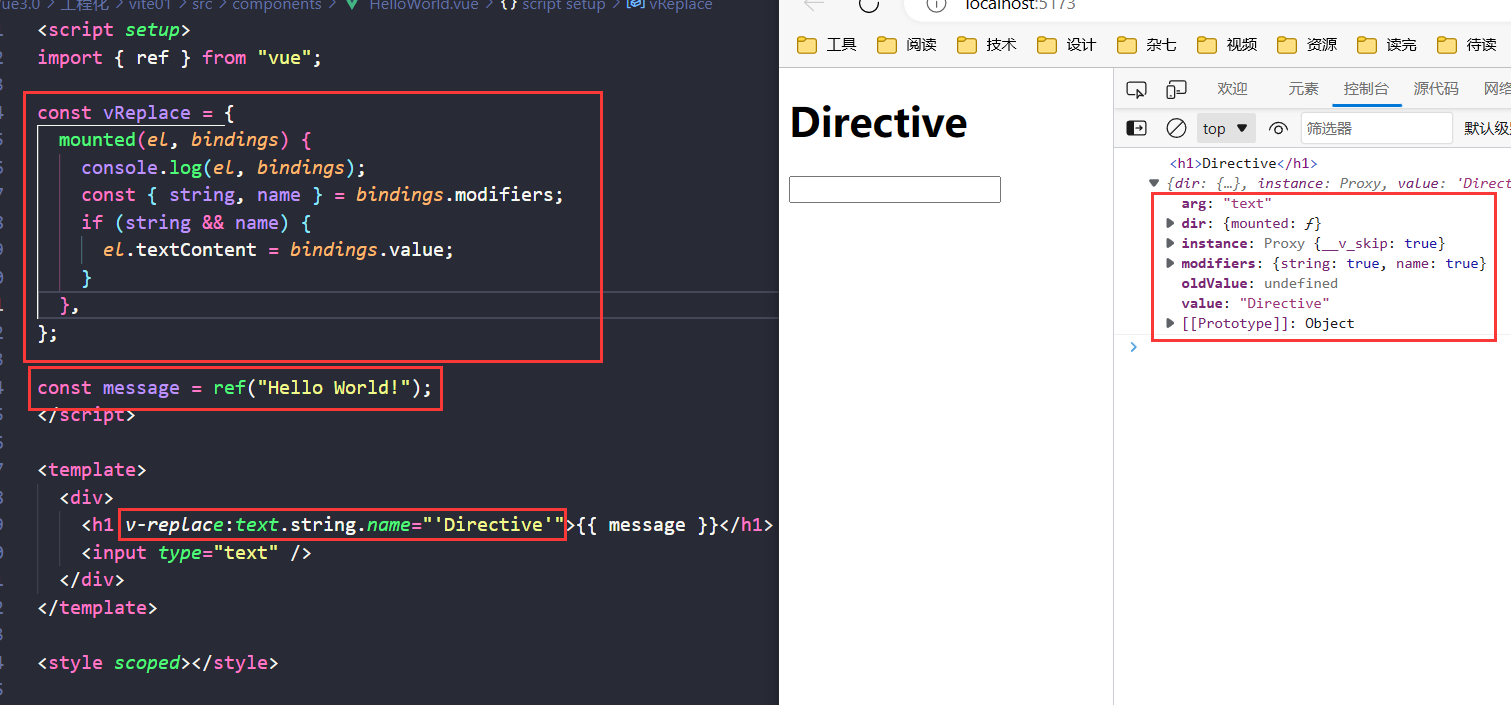 ue3.0 > 工程化 > vite01 > src > components > HelloWorld.vue > {} script setup > vReplace
<script setup>
import { ref } from "vue";
const vReplace = {
mounted(el, bindings) {
console.log(el, bindings);
const { string, name } = bindings.modifiers;
if (string && name) {
el.textContent = bindings.value;
}
},
};
const message = ref("Hello World!");
</script>
<template>
<div>
<h1 v-replace:text.string.name="'Directive'">{{ message }}</h1>
<input type="text" />
</div>
</template>
<style scoped></style>
localhost:5173
工具 阅读 技术 设计 杂七 视频 资源 读完 待读
Directive
欢迎 元素 控制台 源代码 网络
top 筛选器 默认级
<h1>Directive</h1>
{dir: {…}, instance: Proxy, value: 'Direct
arg: "text"
dir: {mounted: ƒ}
instance: Proxy {__v_skip: true}
modifiers: {string: true, name: true}
oldValue: undefined
value: "Directive"
[[Prototype]]: Object